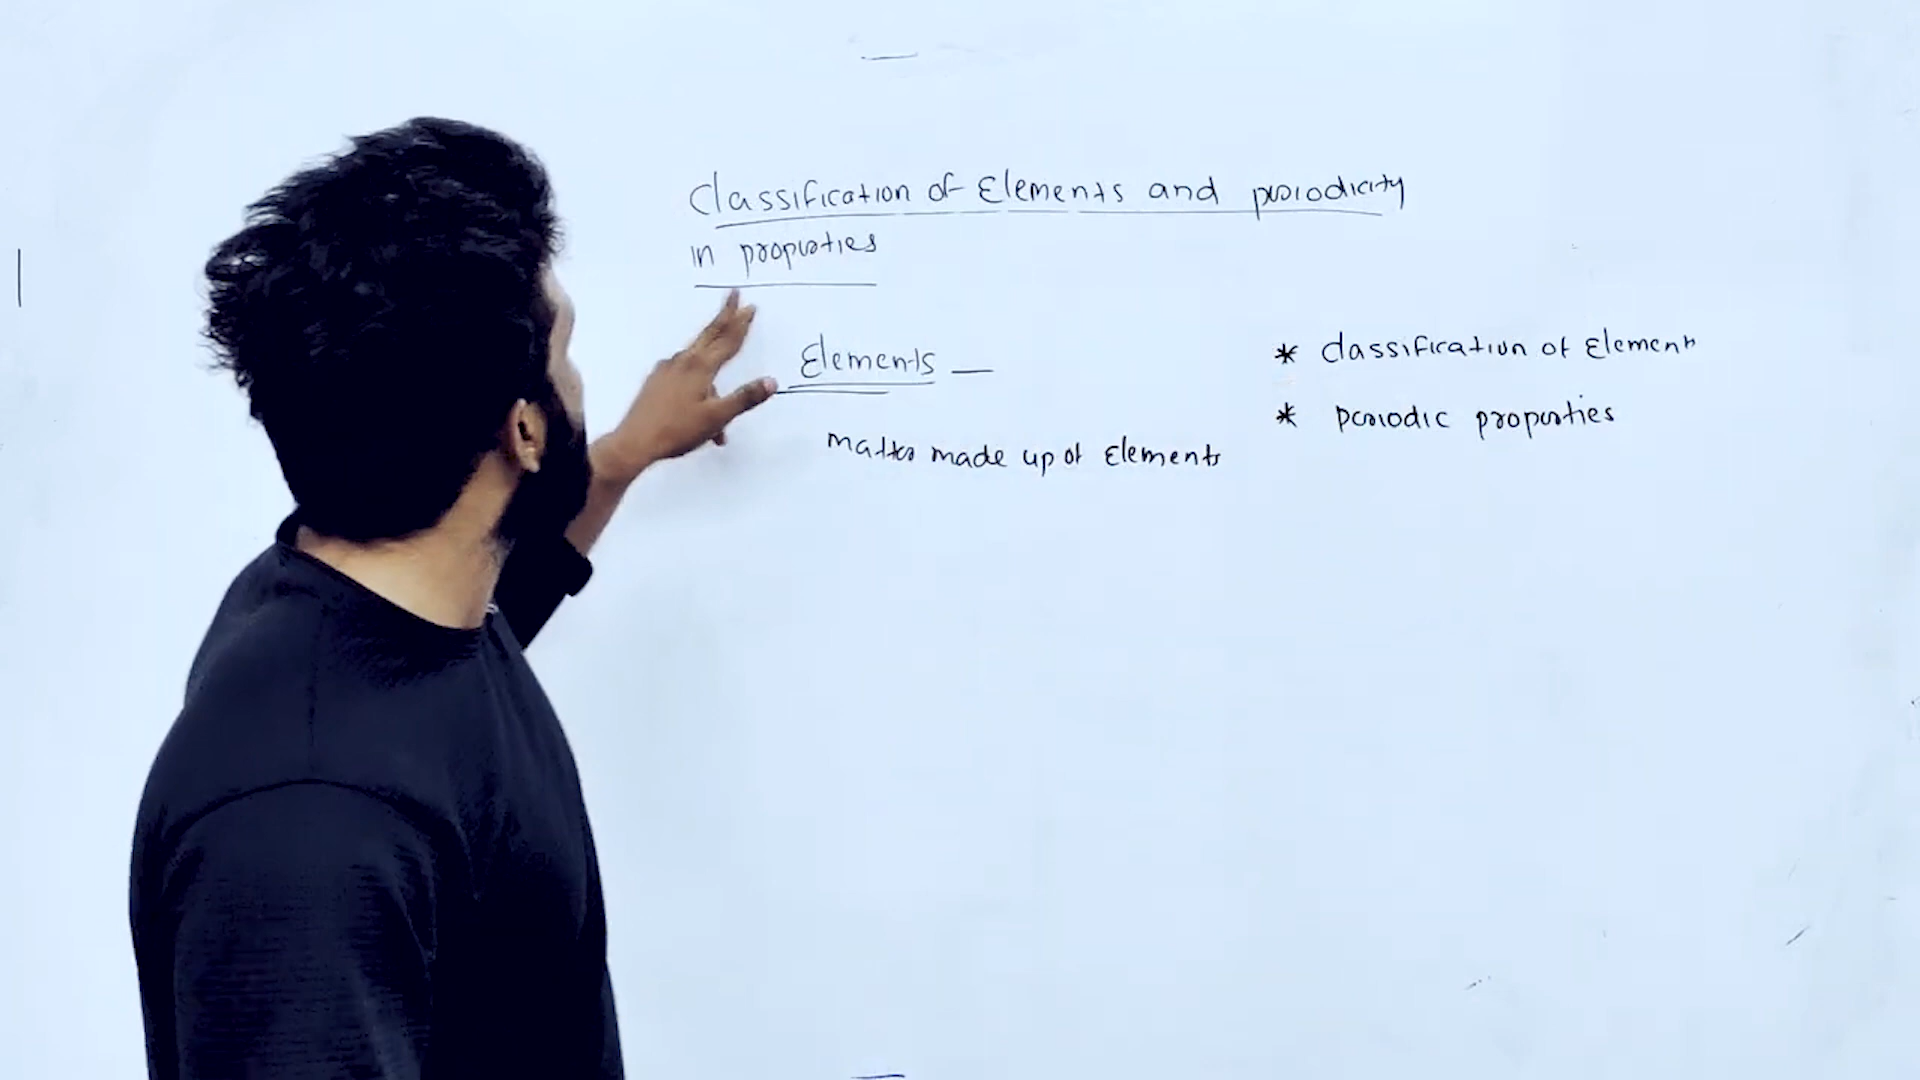 Classification of Elements and periodicity
in properties
Elements —
matter made up of Elements
* classification of Elements
* periodic properties